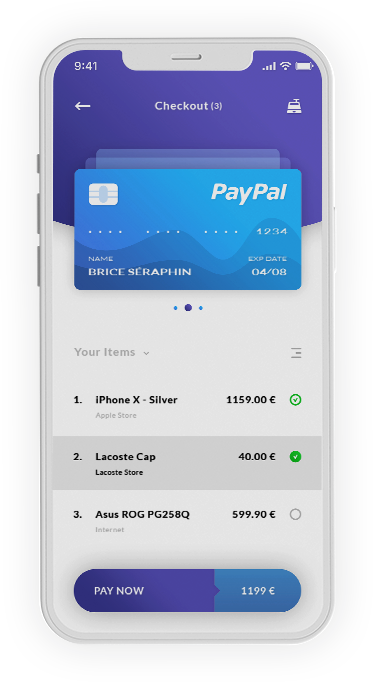 9:41
Checkout (3)
PayPal
•••• •••• •••• 1234
NAME EXP DATE
BRICE SÉRAPHIN 04/08
Your Items
1. iPhone X - Silver 1159.00 €
Apple Store
2. Lacoste Cap 40.00 €
Lacoste Store
3. Asus ROG PG258Q 599.90 €
Internet
PAY NOW 1199 €